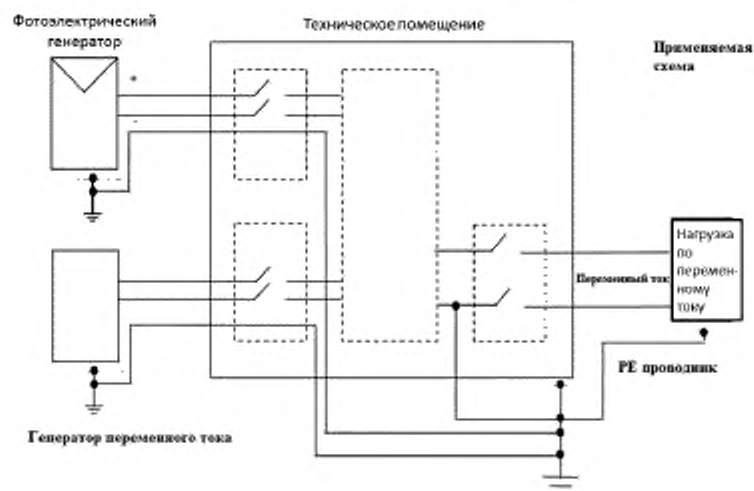 Фотоэлектрический
генератор
Техническое помещение
Применяемая
схема
Нагрузка
по
перемен-
ному
току
Переменный ток
РЕ проводник
Генератор переменного тока